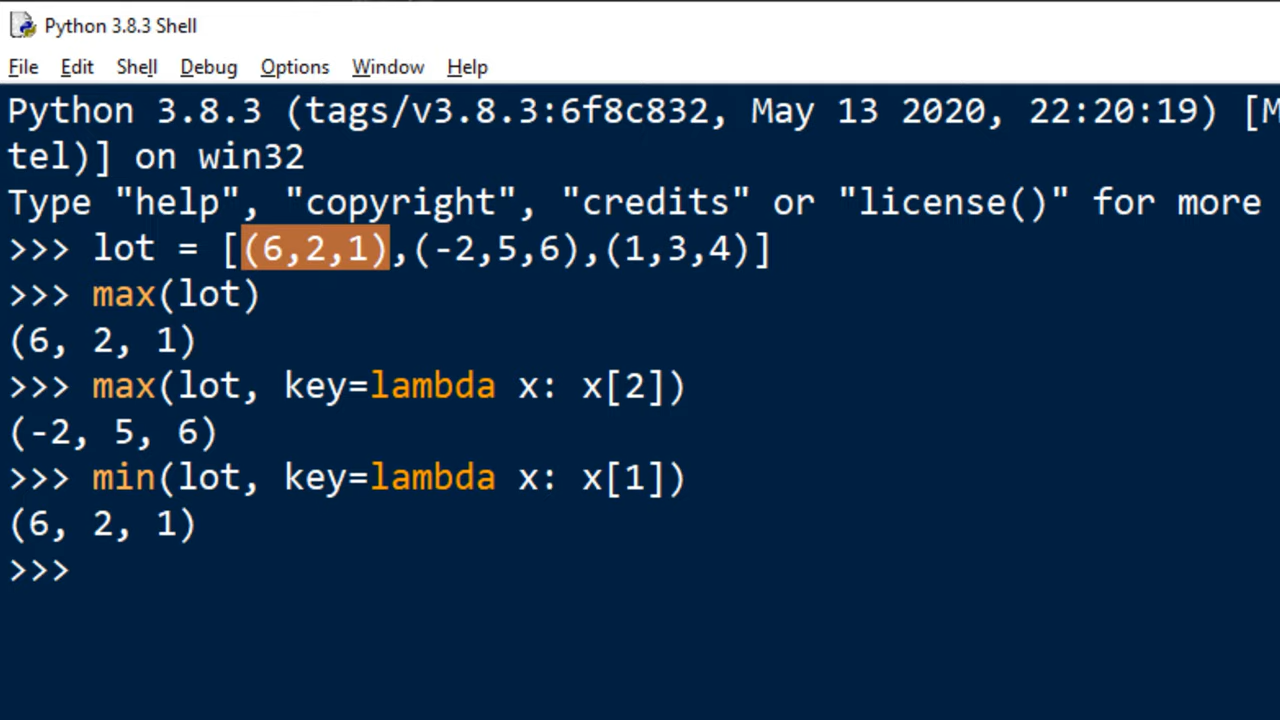 Python 3.8.3 Shell
File Edit Shell Debug Options Window Help
Python 3.8.3 (tags/v3.8.3:6f8c832, May 13 2020, 22:20:19) [M
tel)] on win32
Type "help", "copyright", "credits" or "license()" for more
>>> lot = [(6,2,1),(-2,5,6),(1,3,4)]
>>> max(lot)
(6, 2, 1)
>>> max(lot, key=lambda x: x[2])
(-2, 5, 6)
>>> min(lot, key=lambda x: x[1])
(6, 2, 1)
>>>